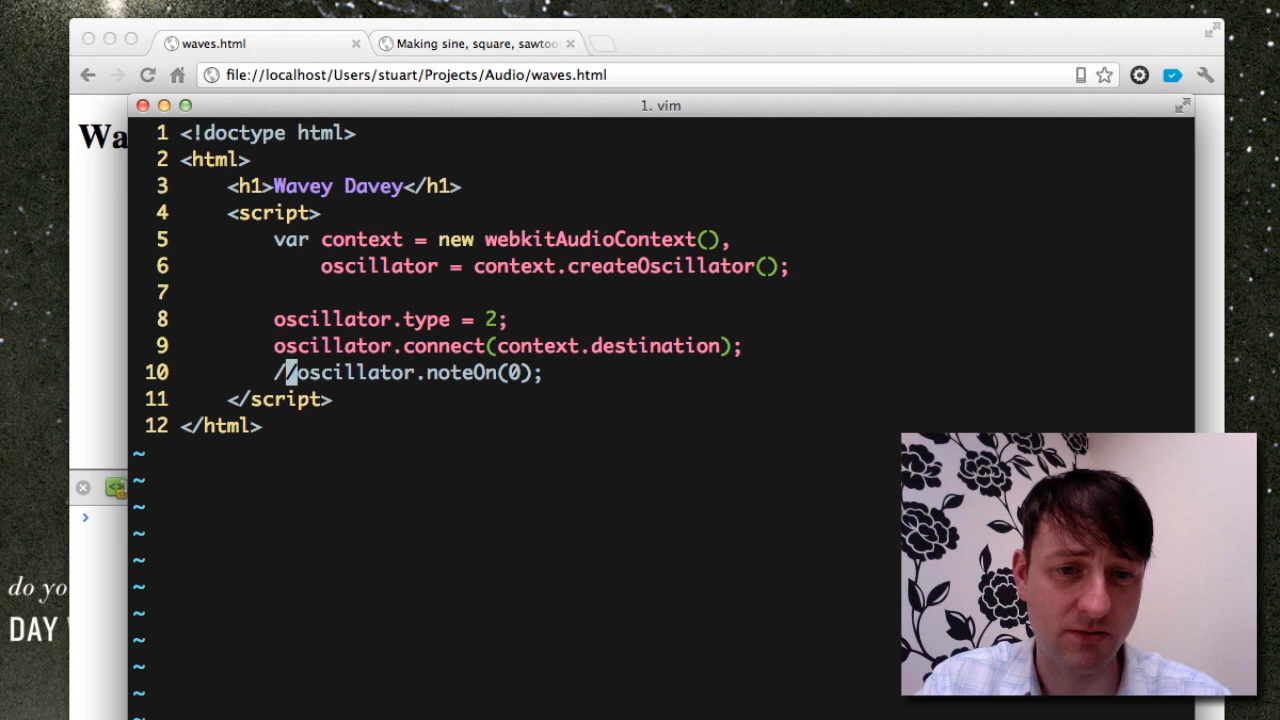 waves.html
Making sine, square, sawtoo
file://localhost/Users/stuart/Projects/Audio/waves.html
1. vim
Wa
1 <!doctype html>
2 <html>
3 <h1>Wavey Davey</h1>
4 <script>
5 var context = new webkitAudioContext(),
6 oscillator = context.createOscillator();
7
8 oscillator.type = 2;
9 oscillator.connect(context.destination);
10 //oscillator.noteOn(0);
11 </script>
12 </html>
~
~
~
~
~
~
~
~
~
~
~
do yo
DAY